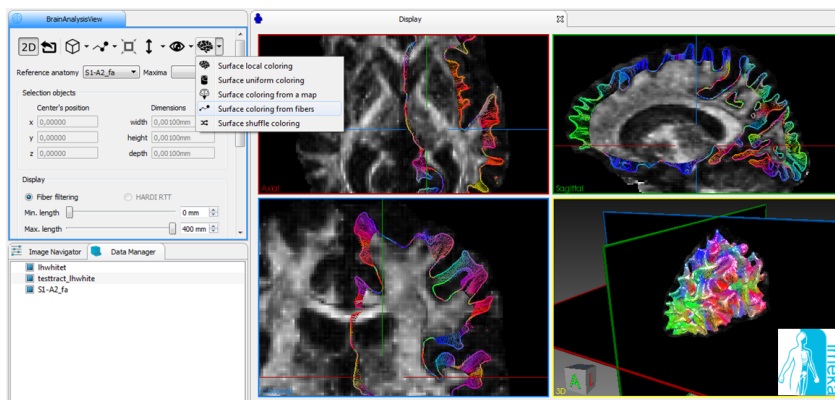 BrainAnalysisView
Display
2D
Surface local coloring
Surface uniform coloring
Surface coloring from a map
Surface coloring from fibers
Surface shuffle coloring
Reference anatomy S1-A2_fa Maxima
Selection objects
Center's position Dimensions
x 0,00000 width 0,00100mm
y 0,00000 height 0,00100mm
z 0,00000 depth 0,00100mm
Display
Fiber filtering HARDI RTT
Min. length 0 mm
Max. length 400 mm
Image Navigator Data Manager
lhwhitet
testtract_lhwhite
S1-A2_fa
Axial
Sagittal
3D
A
imeka